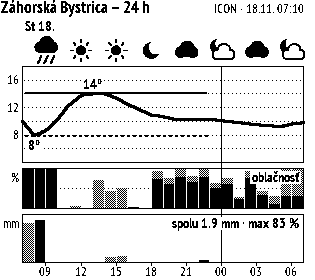 Záhorská Bystrica – 24 h
ICON · 18.11. 07:10
St 18.
16
14°
12
8
8°
%
oblačnosť
mm
spolu 1.9 mm · max 83 %
09 12 15 18 21 00 03 06